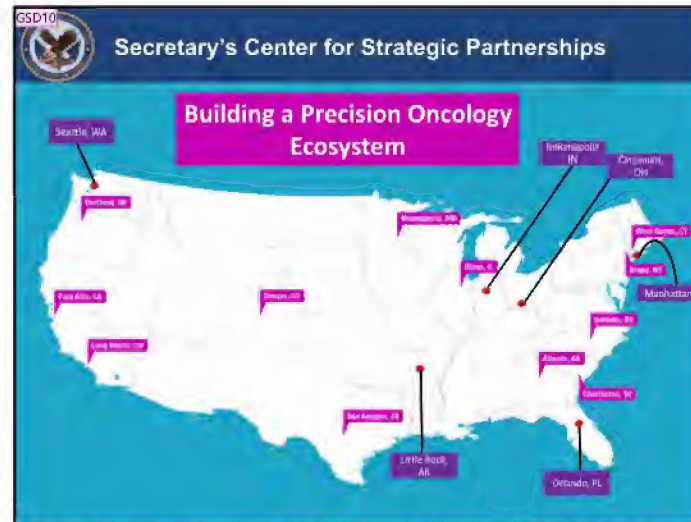 GSD10
Secretary's Center for Strategic Partnerships
Building a Precision Oncology
Ecosystem
Seattle, WA
Indianapolis
IN
Cincinnati,
OH
Portland, OR
Minneapolis, MN
West Haven, CT
Hines, IL
Bronx, NY
Manhattan
Palo Alto, CA
Denver, CO
Durham, NC
Long Beach, CA
Atlanta, GA
Charleston, SC
San Antonio, TX
Little Rock,
AR
Orlando, FL